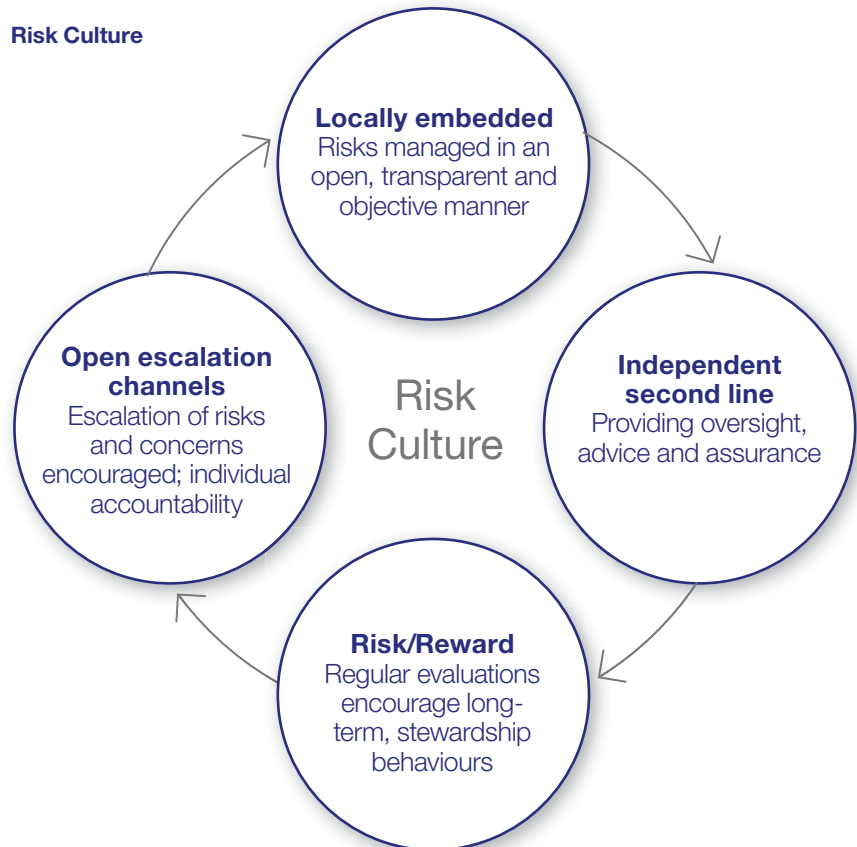 Risk Culture
Locally embedded
Risks managed in an
open, transparent and
objective manner
Independent
second line
Providing oversight,
advice and assurance
Risk/Reward
Regular evaluations
encourage long-
term, stewardship
behaviours
Open escalation
channels
Escalation of risks
and concerns
encouraged; individual
accountability
Risk
Culture